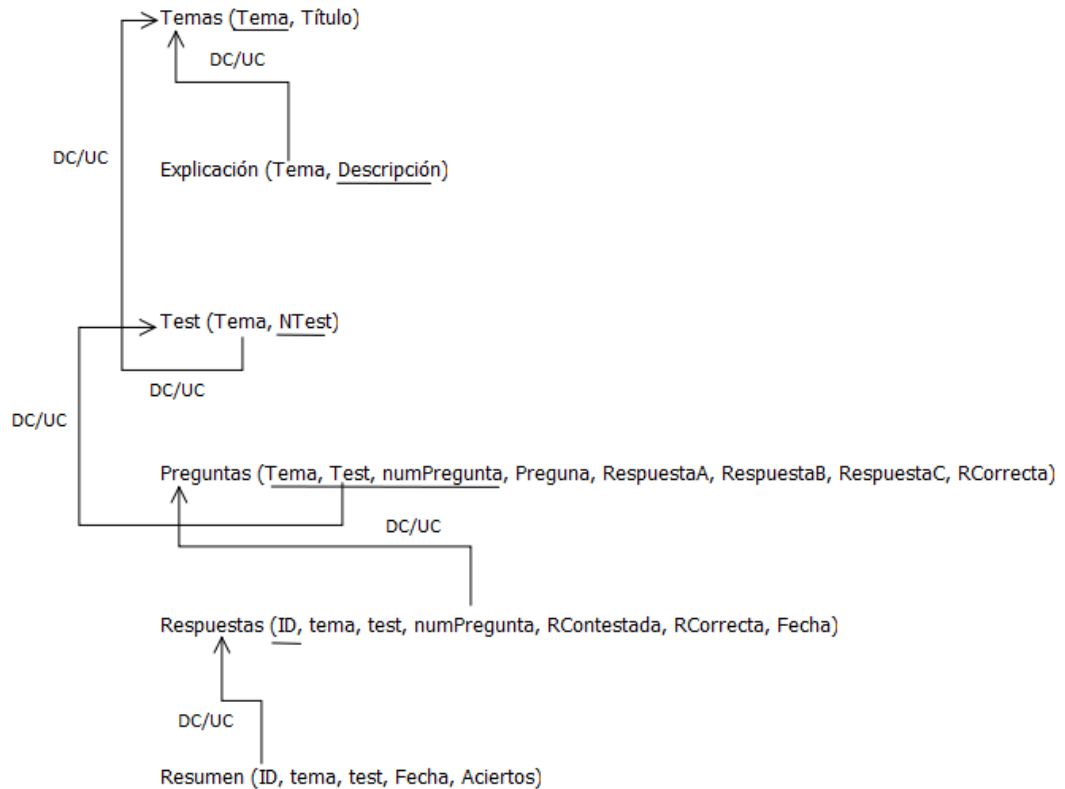 Temas (Tema, Título)
DC/UC
DC/UC
Explicación (Tema, Descripción)
Test (Tema, NTest)
DC/UC
DC/UC
Preguntas (Tema, Test, numPregunta, Preguna, RespuestaA, RespuestaB, RespuestaC, RCorrecta)
DC/UC
Respuestas (ID, tema, test, numPregunta, RContestada, RCorrecta, Fecha)
DC/UC
Resumen (ID, tema, test, Fecha, Aciertos)